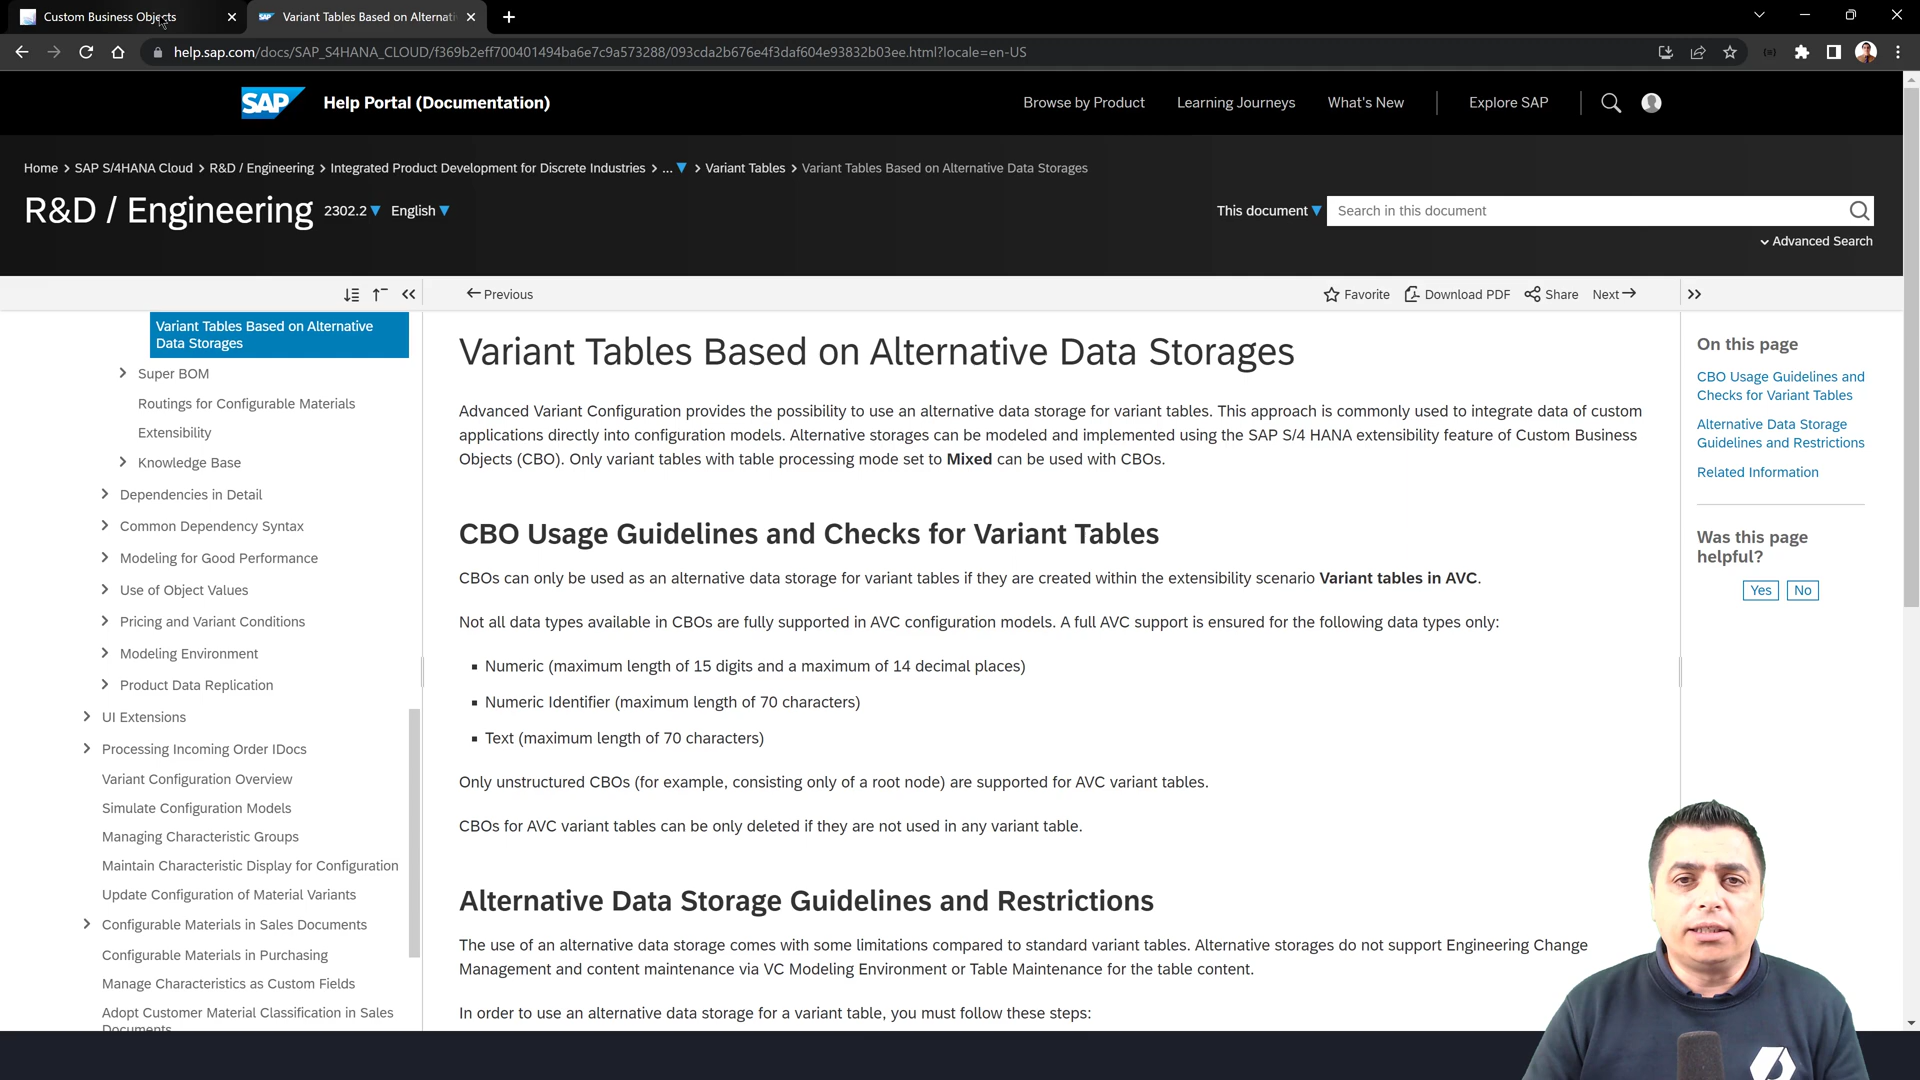 Custom Business Objects
SAP Variant Tables Based on Alternati
help.sap.com/docs/SAP_S4HANA_CLOUD/f369b2eff700401494ba6e7c9a573288/093cda2b676e4f3daf604e93832b03ee.html?locale=en-US
SAP Help Portal (Documentation)
Browse by Product Learning Journeys What's New Explore SAP
Home > SAP S/4HANA Cloud > R&D / Engineering > Integrated Product Development for Discrete Industries > ... > Variant Tables > Variant Tables Based on Alternative Data Storages
R&D / Engineering 2302.2 English
This document Search in this document
Advanced Search
Previous
Favorite Download PDF Share Next
Variant Tables Based on Alternative
Data Storages
Super BOM
Routings for Configurable Materials
Extensibility
Knowledge Base
Dependencies in Detail
Common Dependency Syntax
Modeling for Good Performance
Use of Object Values
Pricing and Variant Conditions
Modeling Environment
Product Data Replication
UI Extensions
Processing Incoming Order IDocs
Variant Configuration Overview
Simulate Configuration Models
Managing Characteristic Groups
Maintain Characteristic Display for Configuration
Update Configuration of Material Variants
Configurable Materials in Sales Documents
Configurable Materials in Purchasing
Manage Characteristics as Custom Fields
Adopt Customer Material Classification in Sales
Documents
Variant Tables Based on Alternative Data Storages
Advanced Variant Configuration provides the possibility to use an alternative data storage for variant tables. This approach is commonly used to integrate data of custom
applications directly into configuration models. Alternative storages can be modeled and implemented using the SAP S/4 HANA extensibility feature of Custom Business
Objects (CBO). Only variant tables with table processing mode set to Mixed can be used with CBOs.
CBO Usage Guidelines and Checks for Variant Tables
CBOs can only be used as an alternative data storage for variant tables if they are created within the extensibility scenario Variant tables in AVC.
Not all data types available in CBOs are fully supported in AVC configuration models. A full AVC support is ensured for the following data types only:
▪ Numeric (maximum length of 15 digits and a maximum of 14 decimal places)
▪ Numeric Identifier (maximum length of 70 characters)
▪ Text (maximum length of 70 characters)
Only unstructured CBOs (for example, consisting only of a root node) are supported for AVC variant tables.
CBOs for AVC variant tables can be only deleted if they are not used in any variant table.
Alternative Data Storage Guidelines and Restrictions
The use of an alternative data storage comes with some limitations compared to standard variant tables. Alternative storages do not support Engineering Change
Management and content maintenance via VC Modeling Environment or Table Maintenance for the table content.
In order to use an alternative data storage for a variant table, you must follow these steps:
On this page
CBO Usage Guidelines and
Checks for Variant Tables
Alternative Data Storage
Guidelines and Restrictions
Related Information
Was this page
helpful?
Yes No